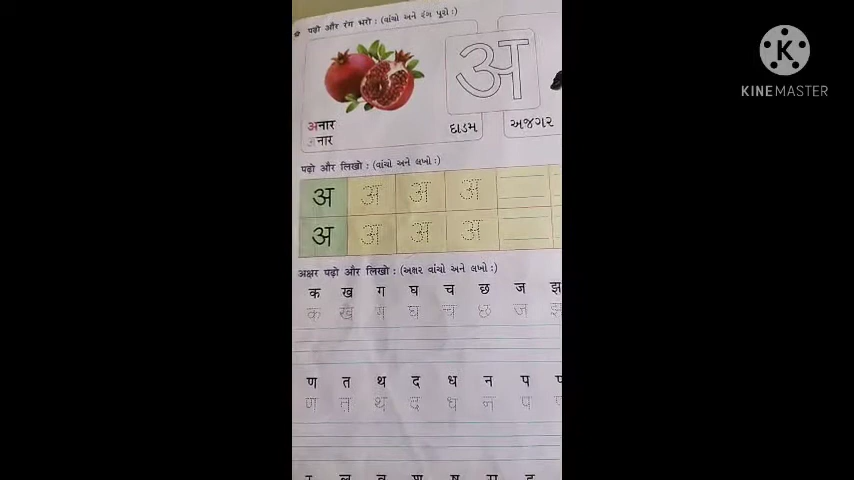 पढ़ो और रंग भरो : (વાંચો અને રંગ પૂરો :)
K
KINEMASTER
अ
अनार
अनार
દાડમ
અજગર
पढ़ो और लिखो : (વાંચો અને લખો :)
अ अ अ अ
अ अ अ अ
अक्षर पढ़ो और लिखो : (અક્ષર વાંચો અને લખો :)
क ख ग घ च छ ज झ
क ख ग घ च छ ज झ
ण त थ द ध न प
ण त थ द ध न प